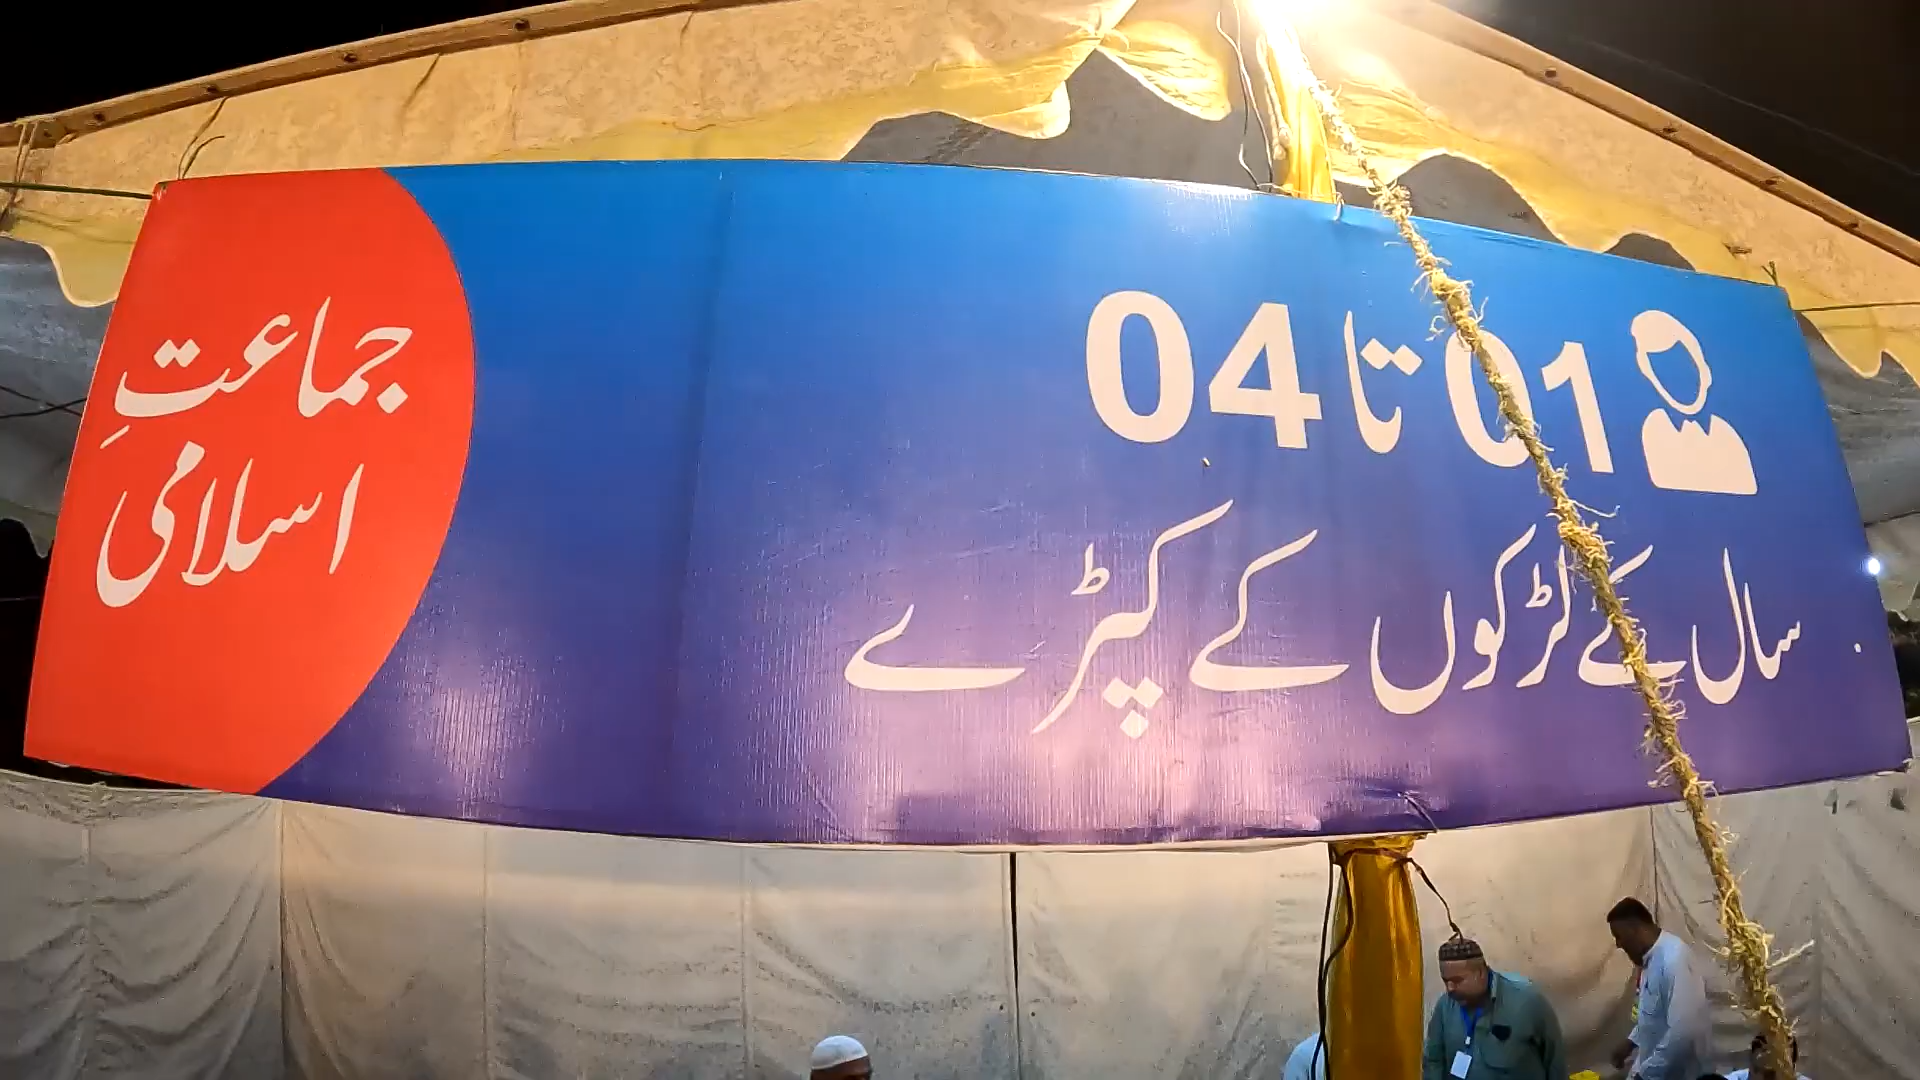 01 تا 04
سال کے لڑکوں کے کپڑے
جماعتِ
اسلامی